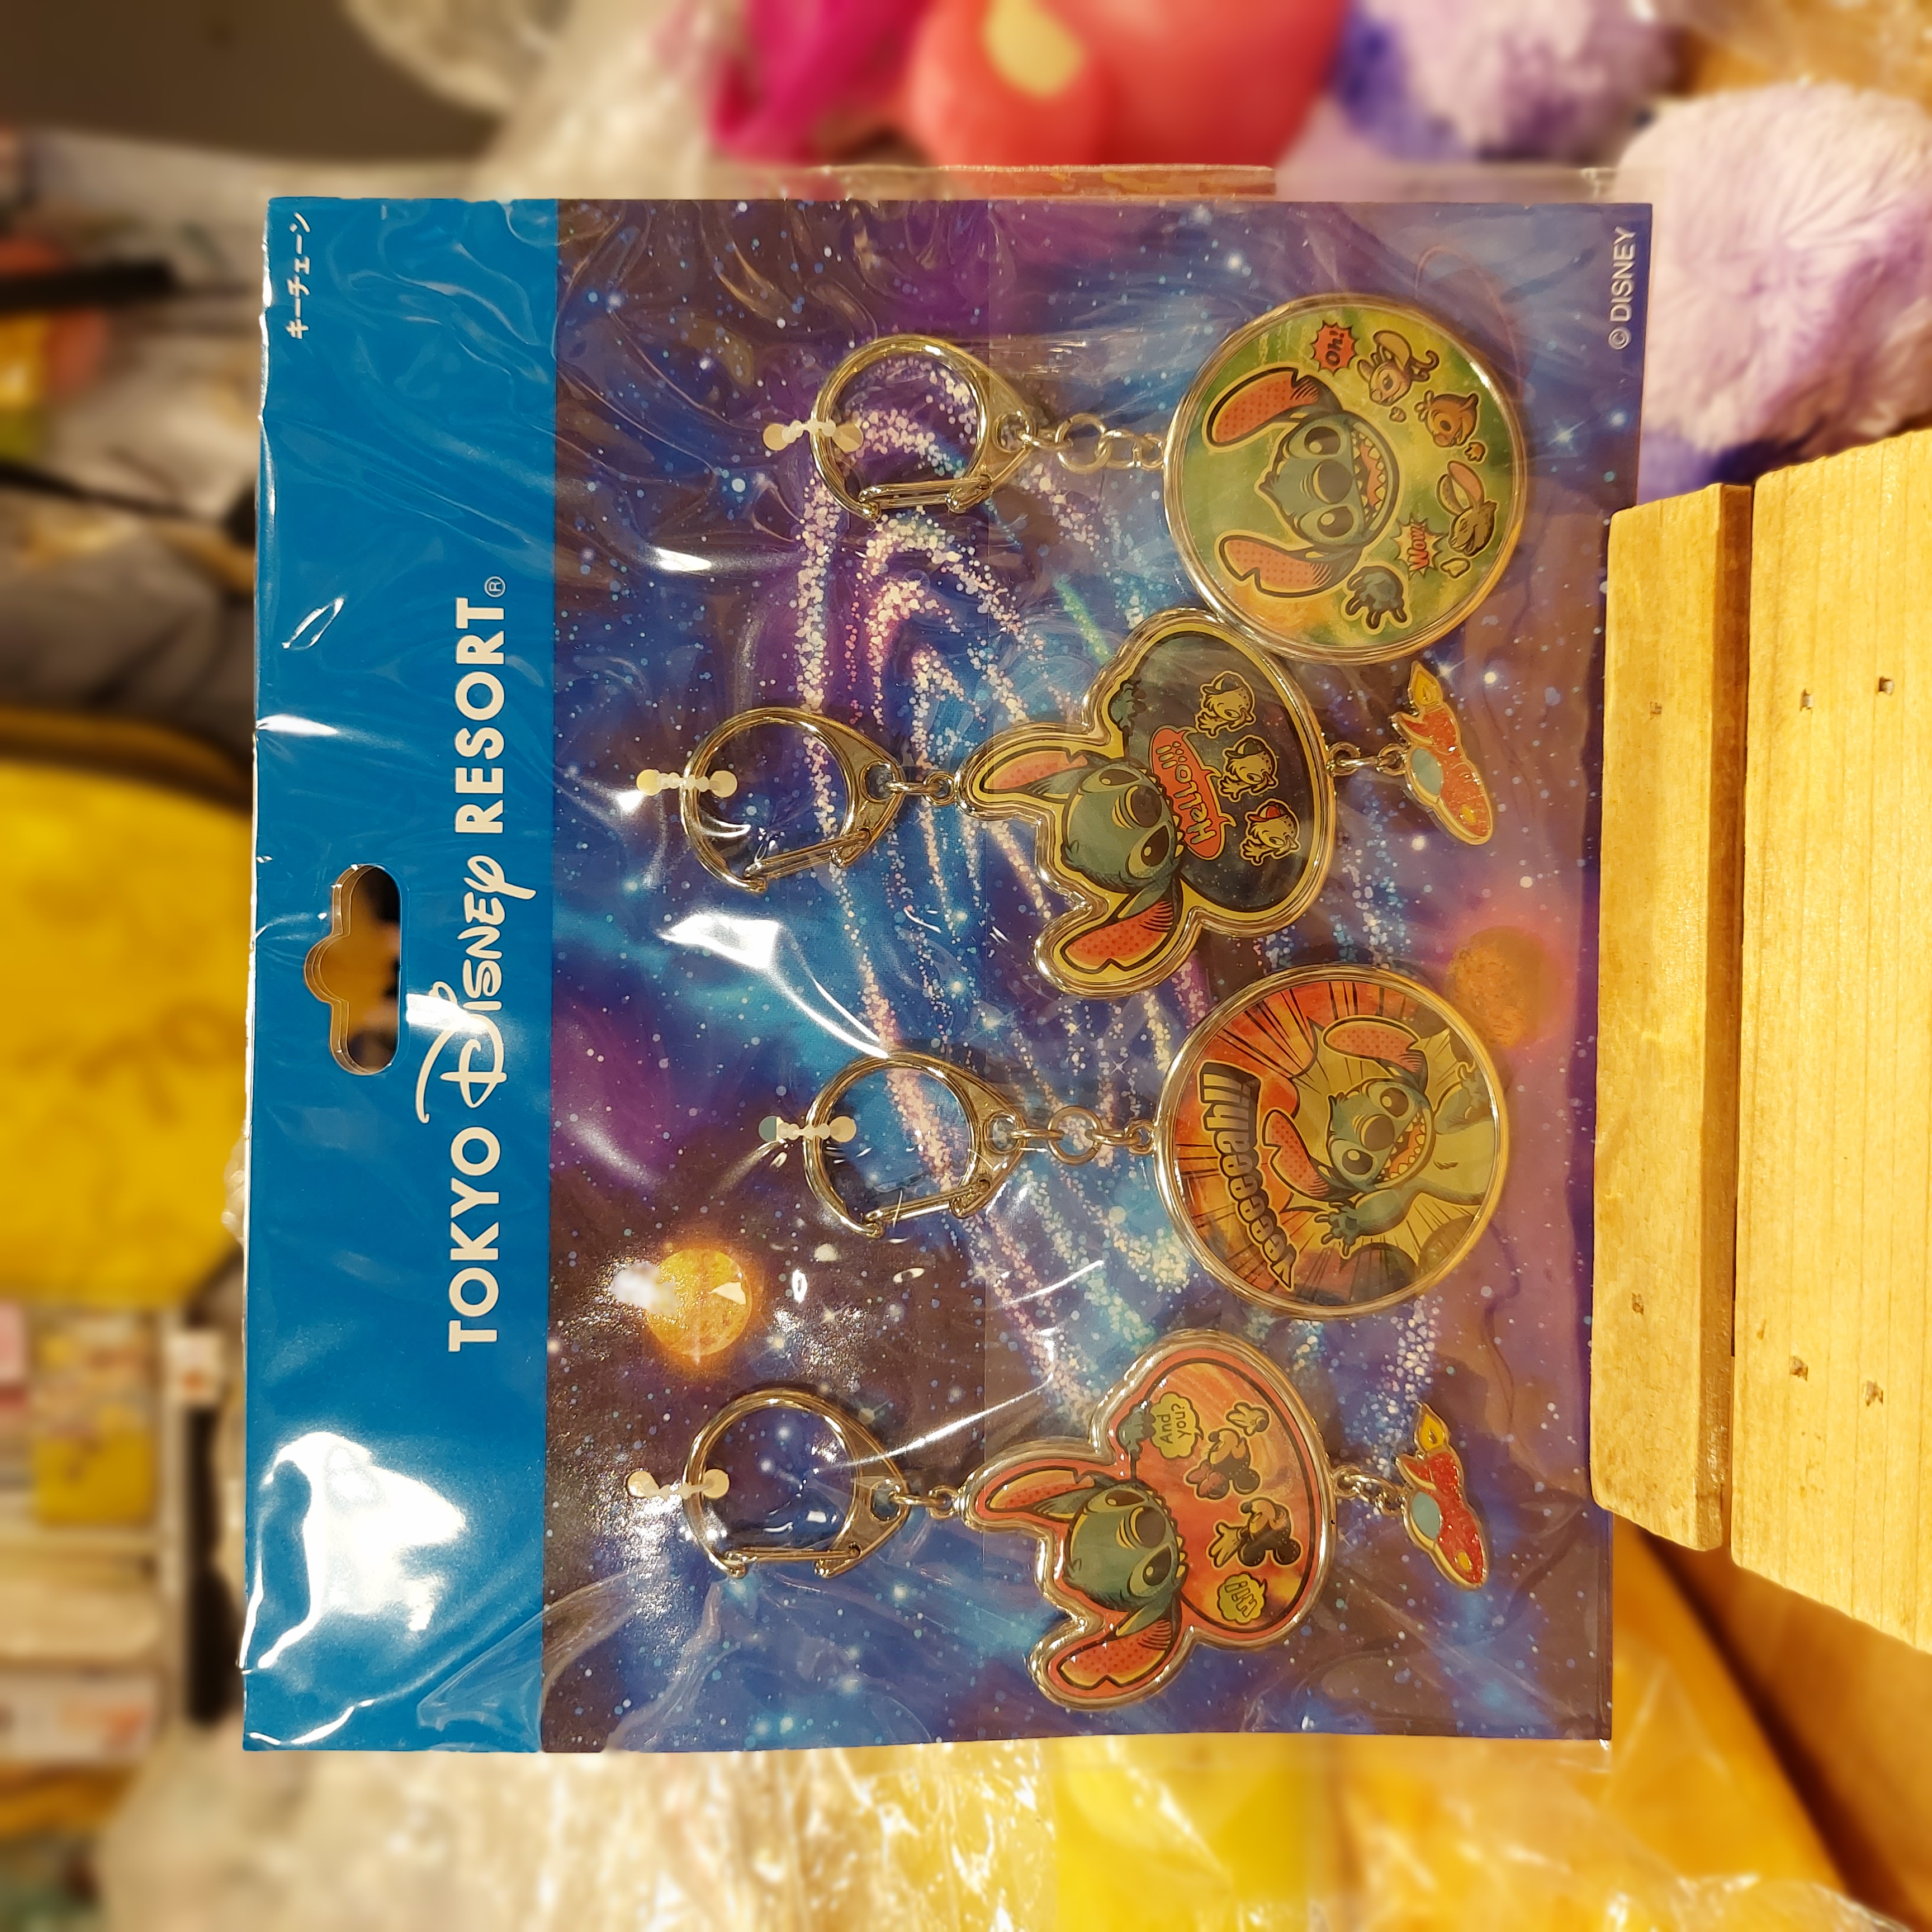 キーチェーン
TOKYO DISNEY RESORT®
Hi!!
And
you?
Yeeeeeah!!
Hello!!!
Oh!
Wow
© DISNEY